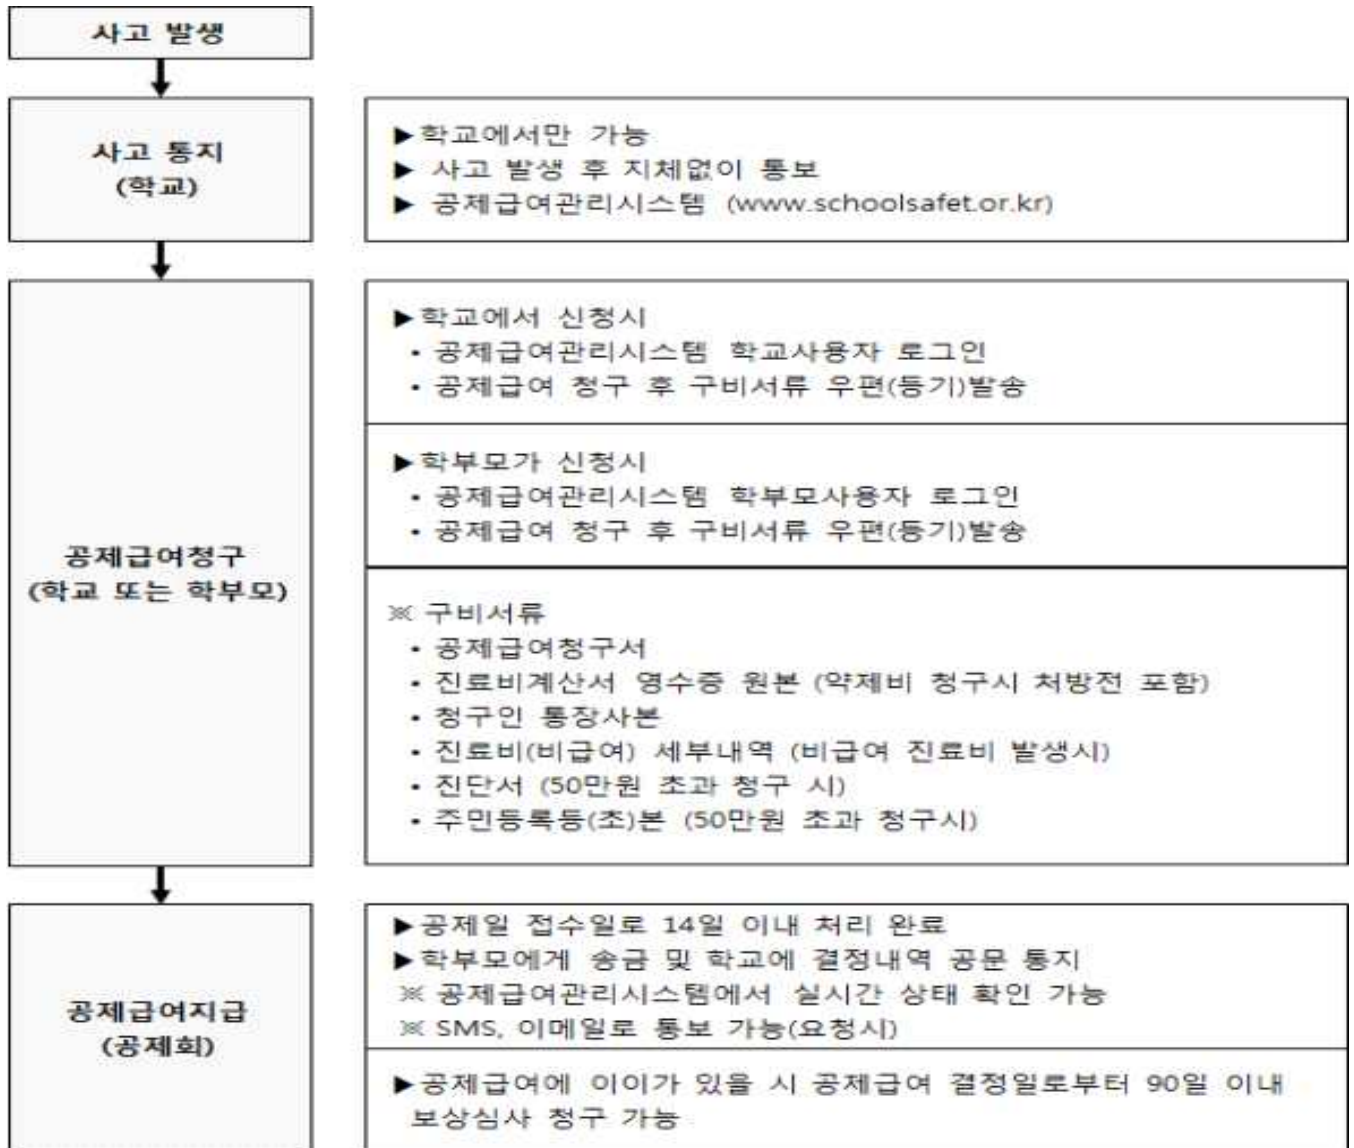 사고 발생
사고 통지
(학교)
▶학교에서만 가능
▶ 사고 발생 후 지체없이 통보
▶ 공제급여관리시스템 (www.schoolsafet.or.kr)
공제급여청구
(학교 또는 학부모)
▶학교에서 신청시
• 공제급여관리시스템 학교사용자 로그인
• 공제급여 청구 후 구비서류 우편(등기)발송
▶학부모가 신청시
• 공제급여관리시스템 학부모사용자 로그인
• 공제급여 청구 후 구비서류 우편(등기)발송
※ 구비서류
• 공제급여청구서
• 진료비계산서 영수증 원본 (약제비 청구시 처방전 포함)
• 청구인 통장사본
• 진료비(비급여) 세부내역 (비급여 진료비 발생시)
• 진단서 (50만원 초과 청구 시)
• 주민등록등(초)본 (50만원 초과 청구시)
공제급여지급
(공제회)
▶공제일 접수일로 14일 이내 처리 완료
▶학부모에게 송금 및 학교에 결정내역 공문 통지
※ 공제급여관리시스템에서 실시간 상태 확인 가능
※ SMS, 이메일로 통보 가능(요청시)
▶공제급여에 이이가 있을 시 공제급여 결정일로부터 90일 이내
보상심사 청구 가능